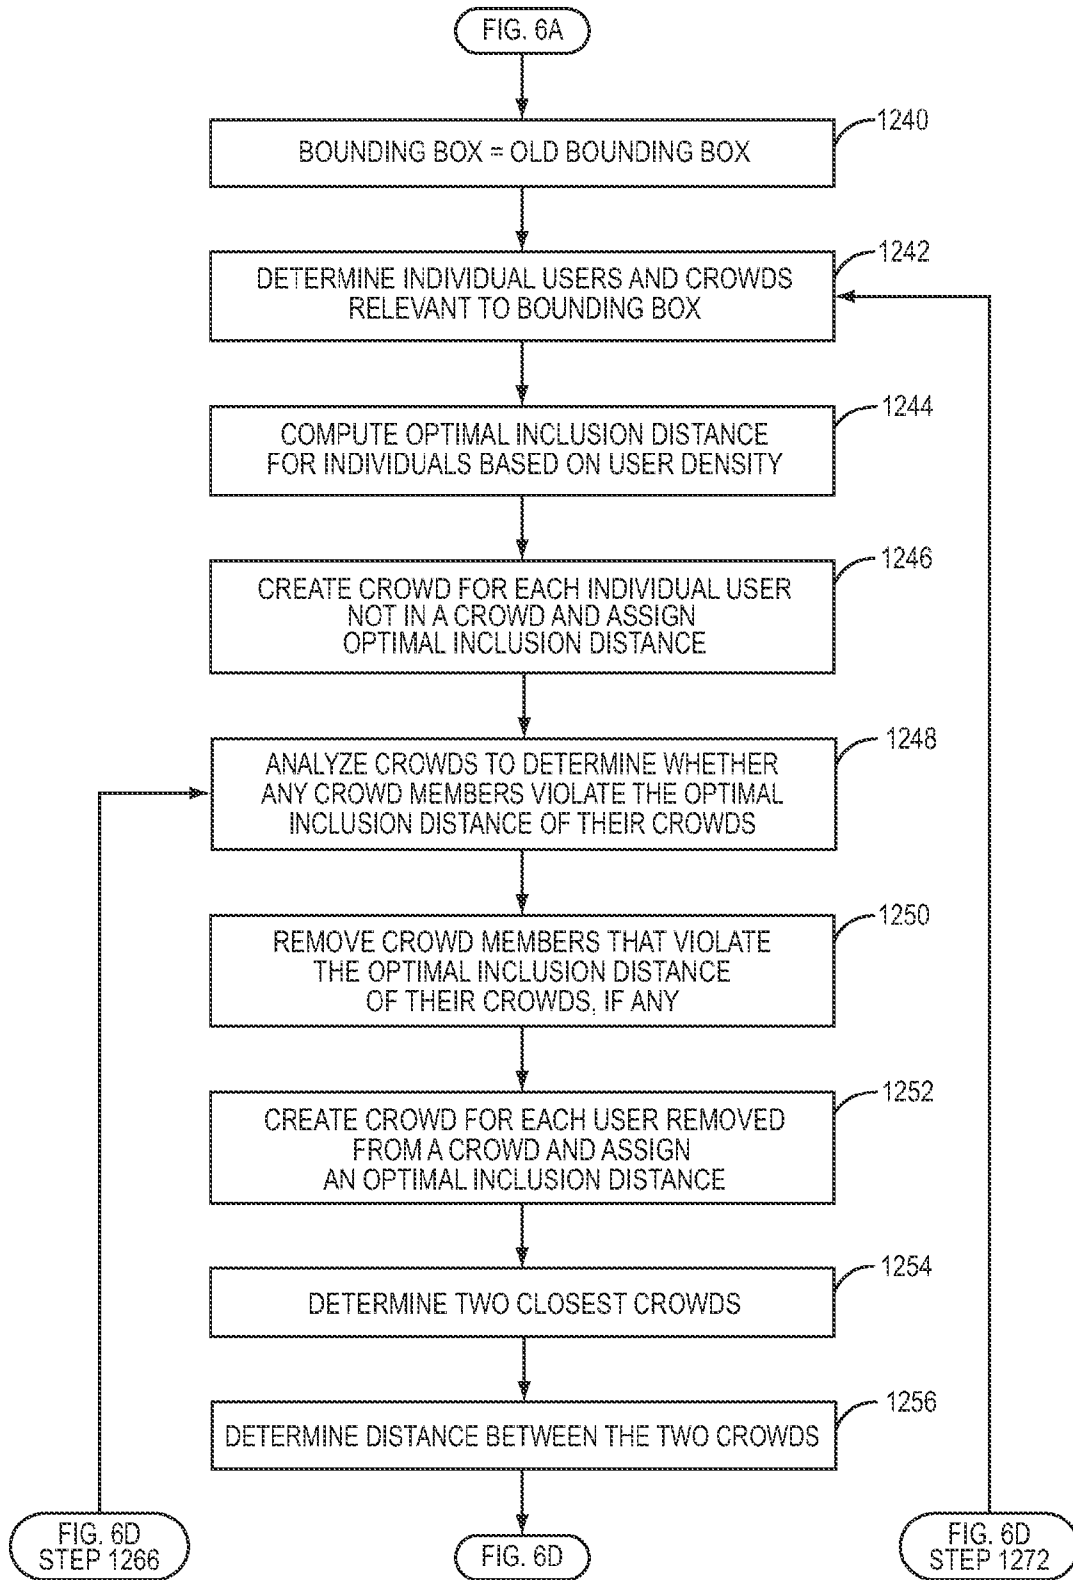 FIG. 6A
1240
BOUNDING BOX = OLD BOUNDING BOX
1242
DETERMINE INDIVIDUAL USERS AND CROWDS
RELEVANT TO BOUNDING BOX
1244
COMPUTE OPTIMAL INCLUSION DISTANCE
FOR INDIVIDUALS BASED ON USER DENSITY
1246
CREATE CROWD FOR EACH INDIVIDUAL USER
NOT IN A CROWD AND ASSIGN
OPTIMAL INCLUSION DISTANCE
1248
ANALYZE CROWDS TO DETERMINE WHETHER
ANY CROWD MEMBERS VIOLATE THE OPTIMAL
INCLUSION DISTANCE OF THEIR CROWDS
1250
REMOVE CROWD MEMBERS THAT VIOLATE
THE OPTIMAL INCLUSION DISTANCE
OF THEIR CROWDS, IF ANY
1252
CREATE CROWD FOR EACH USER REMOVED
FROM A CROWD AND ASSIGN
AN OPTIMAL INCLUSION DISTANCE
1254
DETERMINE TWO CLOSEST CROWDS
1256
DETERMINE DISTANCE BETWEEN THE TWO CROWDS
FIG. 6D
STEP 1266
FIG. 6D
FIG. 6D
STEP 1272